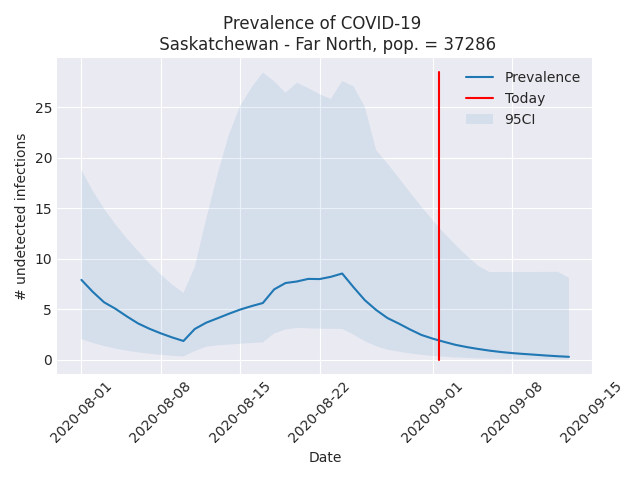 Prevalence of COVID-19
Saskatchewan - Far North, pop. = 37286
Prevalence
Today
95CI
# undetected infections
25
20
15
10
5
0
2020-08-01
2020-08-08
2020-08-15
2020-08-22
2020-09-01
2020-09-08
2020-09-15
Date